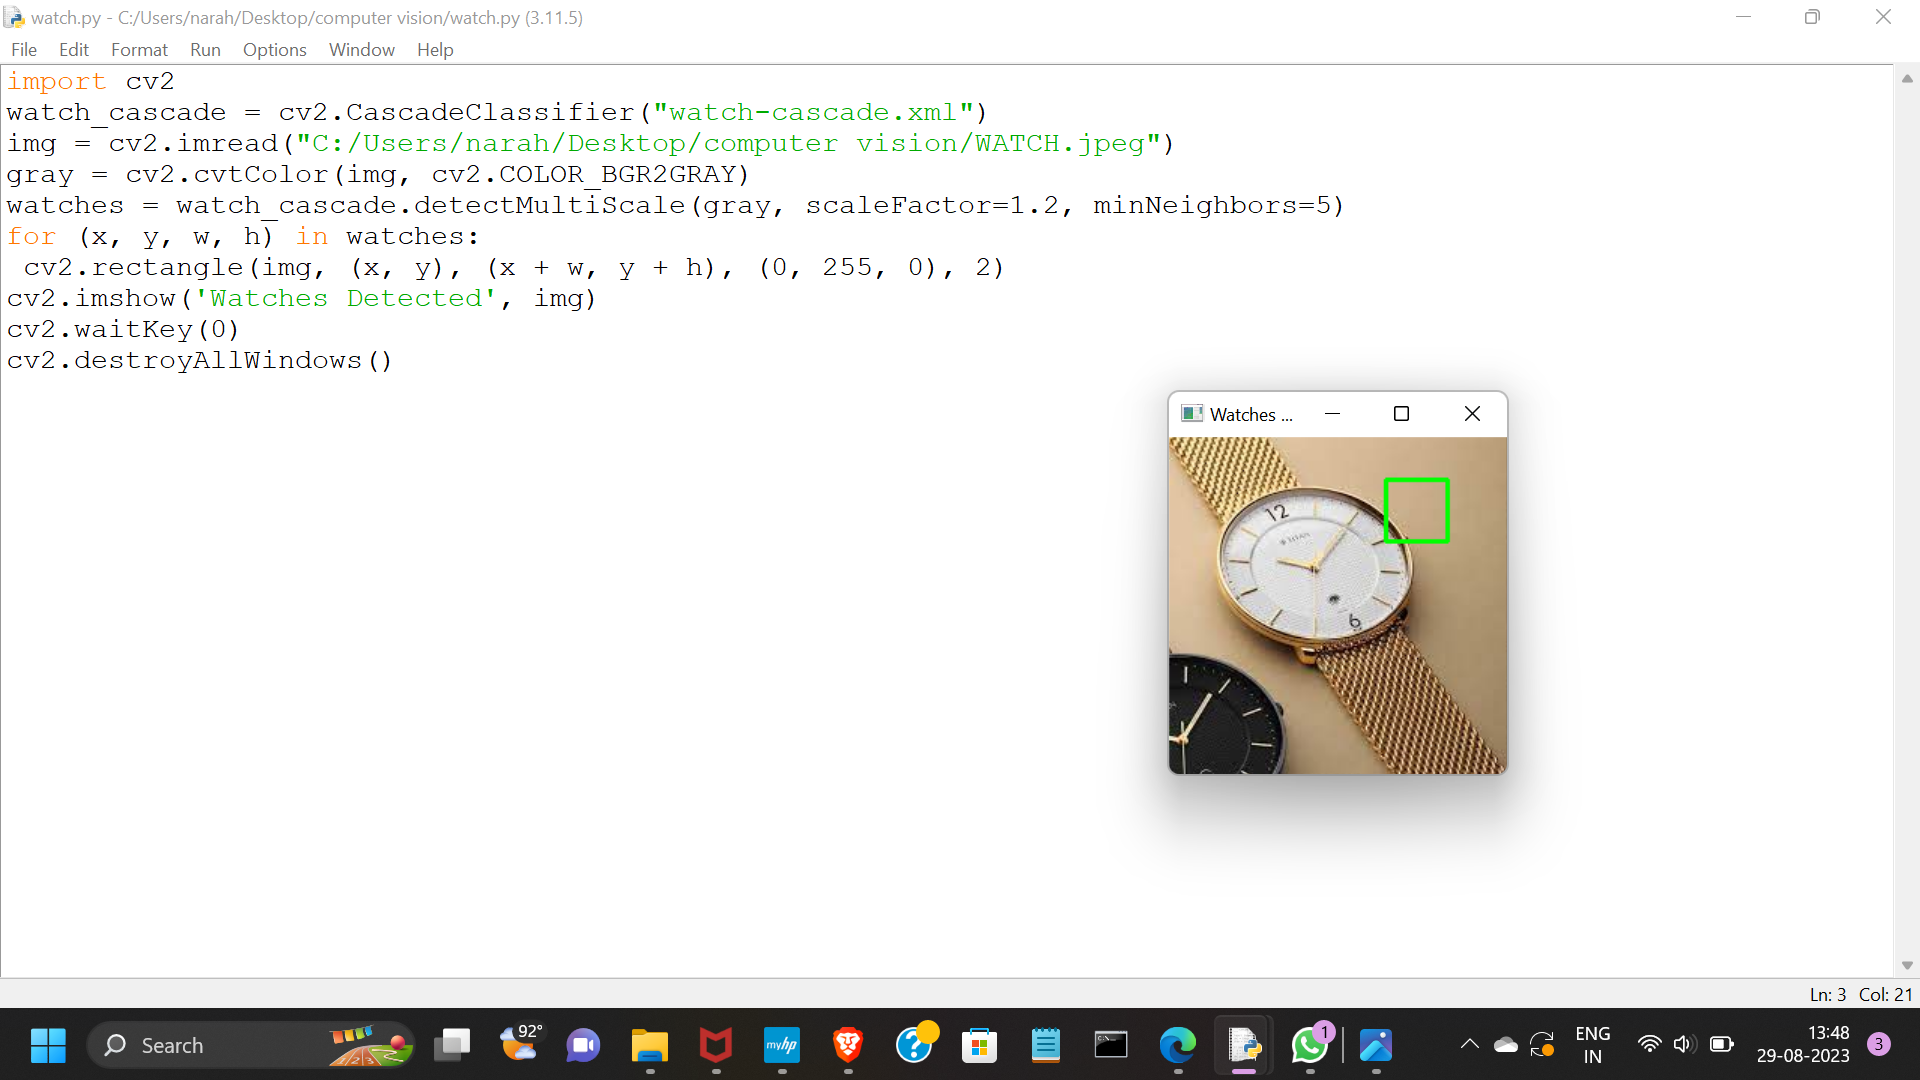 watch.py - C:/Users/narah/Desktop/computer vision/watch.py (3.11.5)
File Edit Format Run Options Window Help
import cv2
watch_cascade = cv2.CascadeClassifier("watch-cascade.xml")
img = cv2.imread("C:/Users/narah/Desktop/computer vision/WATCH.jpeg")
gray = cv2.cvtColor(img, cv2.COLOR_BGR2GRAY)
watches = watch_cascade.detectMultiScale(gray, scaleFactor=1.2, minNeighbors=5)
for (x, y, w, h) in watches:
 cv2.rectangle(img, (x, y), (x + w, y + h), (0, 255, 0), 2)
cv2.imshow('Watches Detected', img)
cv2.waitKey(0)
cv2.destroyAllWindows()
Watches ...
12
TITAN
6
Ln: 3 Col: 21
Search
92°
myhp
C:\
1
ENG
IN
13:48
29-08-2023
3